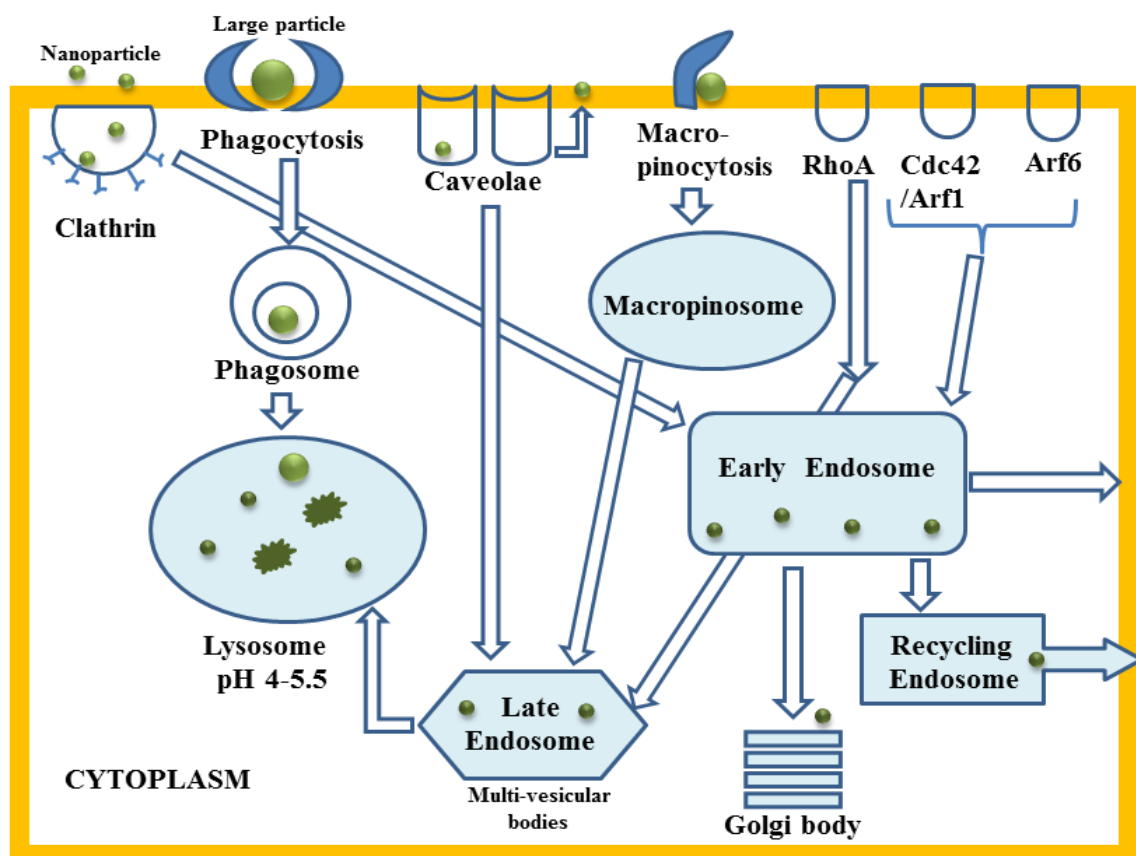 Large particle
Nanoparticle
Phagocytosis
Clathrin
Caveolae
Macro-
pinocytosis
RhoA
Cdc42
/Arf1
Arf6
Phagosome
Macropinosome
Early Endosome
Lysosome
pH 4-5.5
Late
Endosome
Multi-vesicular
bodies
Recycling
Endosome
Golgi body
CYTOPLASM